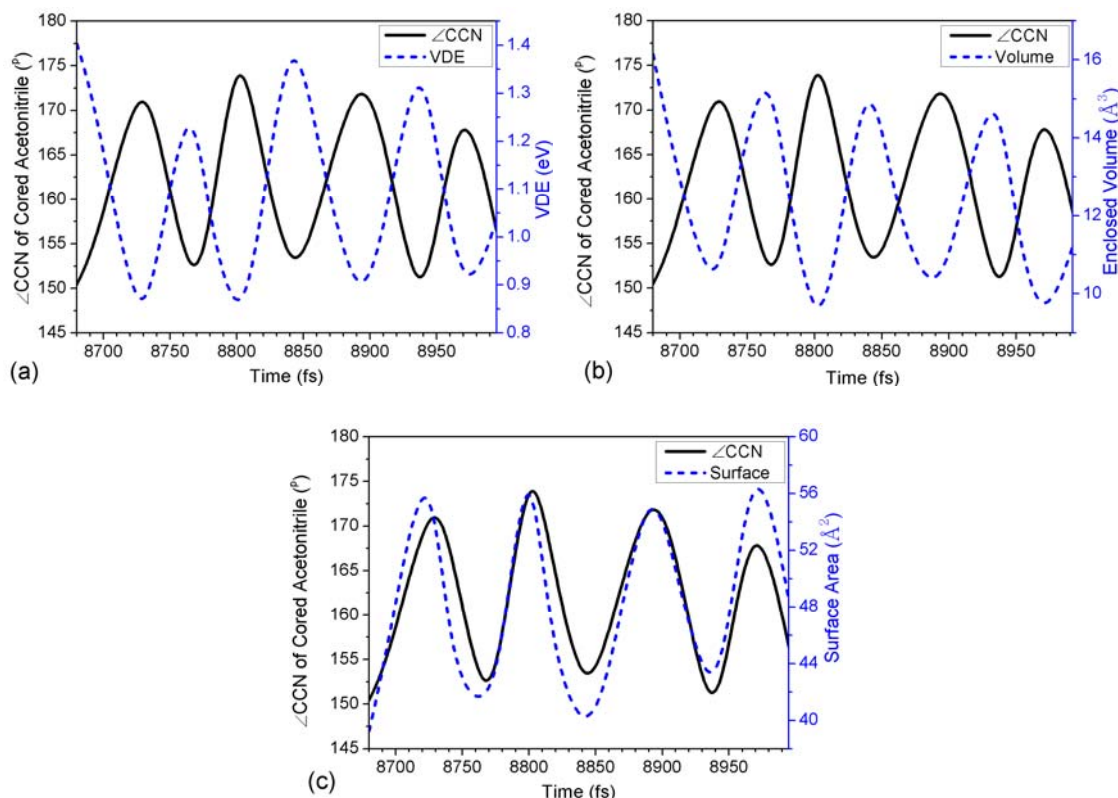 180
175
170
165
160
155
150
145
∠CCN of Cored Acetonitrile (º)
8700 8750 8800 8850 8900 8950
Time (fs)
∠CCN
VDE
1.4
1.3
1.2
1.1
1.0
0.9
0.8
VDE (eV)
(a)
180
175
170
165
160
155
150
145
∠CCN of Cored Acetonitrile (º)
8700 8750 8800 8850 8900 8950
Time (fs)
∠CCN
Volume
16
14
12
10
Enclosed Volume (Å³)
(b)
180
175
170
165
160
155
150
145
∠CCN of Cored Acetonitrile (º)
8700 8750 8800 8850 8900 8950
Time (fs)
∠CCN
Surface
60
56
52
48
44
40
Surface Area (Å²)
(c)